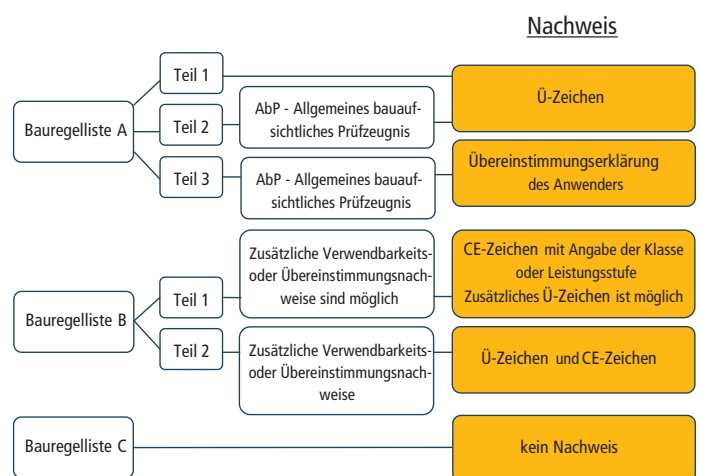 Nachweis
Bauregelliste A
Teil 1
Ü-Zeichen
Teil 2
AbP - Allgemeines bauauf-
sichtliches Prüfzeugnis
Teil 3
AbP - Allgemeines bauauf-
sichtliches Prüfzeugnis
Übereinstimmungserklärung
des Anwenders
Bauregelliste B
Teil 1
Zusätzliche Verwendbarkeits-
oder Übereinstimmungsnach-
weise sind möglich
CE-Zeichen mit Angabe der Klasse
oder Leistungsstufe
Zusätzliches Ü-Zeichen ist möglich
Teil 2
Zusätzliche Verwendbarkeits-
oder Übereinstimmungsnach-
weise
Ü-Zeichen und CE-Zeichen
Bauregelliste C
kein Nachweis